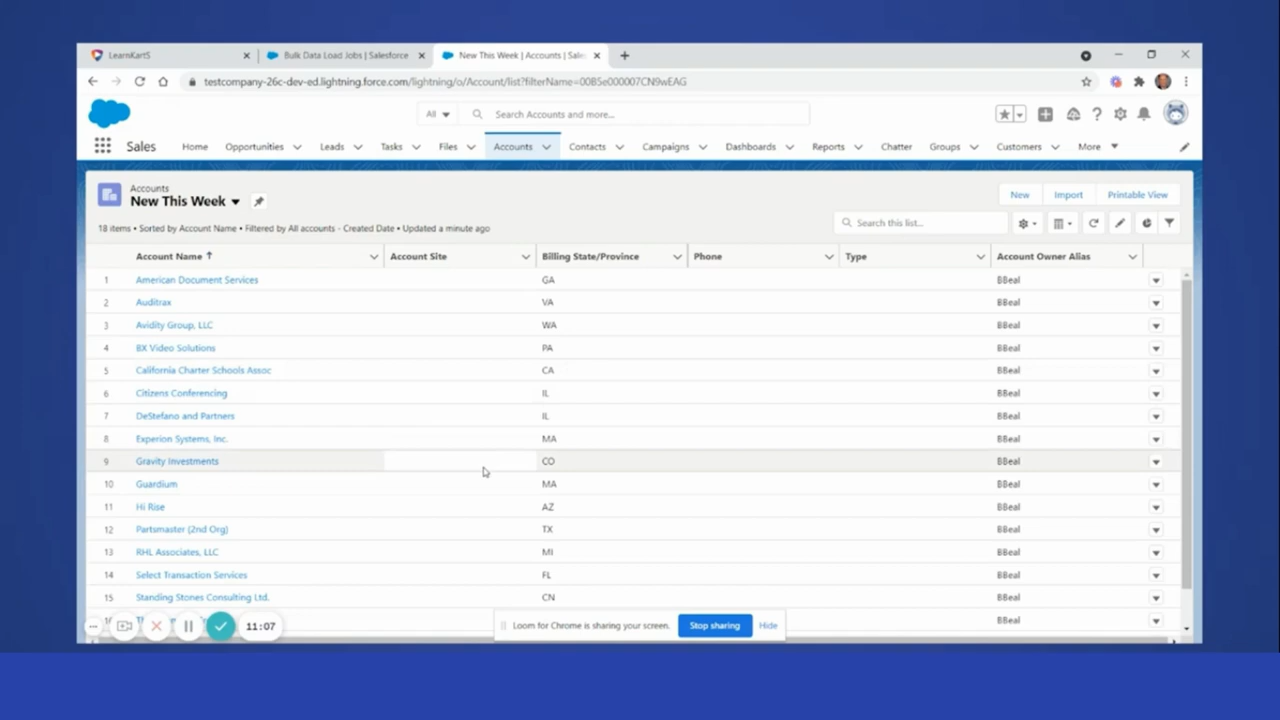 LearnKartS
Bulk Data Load Jobs | Salesforce
New This Week | Accounts | Sales
testcompany-26c-dev-ed.lightning.force.com/lightning/o/Account/list?filterName=00B5e000007CN9wEAG
All
Search Accounts and more...
Sales Home Opportunities Leads Tasks Files Accounts Contacts Campaigns Dashboards Reports Chatter Groups Customers More
Accounts
New This Week
New Import Printable View
18 items • Sorted by Account Name • Filtered by All accounts - Created Date • Updated a minute ago
Search this list...
Account Name ↑ Account Site Billing State/Province Phone Type Account Owner Alias
1 American Document Services GA BBeal
2 Auditrax VA BBeal
3 Avidity Group, LLC WA BBeal
4 BX Video Solutions PA BBeal
5 California Charter Schools Assoc CA BBeal
6 Citizens Conferencing IL BBeal
7 DeStefano and Partners IL BBeal
8 Experion Systems, Inc. MA BBeal
9 Gravity Investments CO BBeal
10 Guardium MA BBeal
11 Hi Rise AZ BBeal
12 Partsmaster (2nd Org) TX BBeal
13 RHL Associates, LLC MI BBeal
14 Select Transaction Services FL BBeal
15 Standing Stones Consulting Ltd. CN BBeal
BBeal
11:07
Loom for Chrome is sharing your screen. Stop sharing Hide